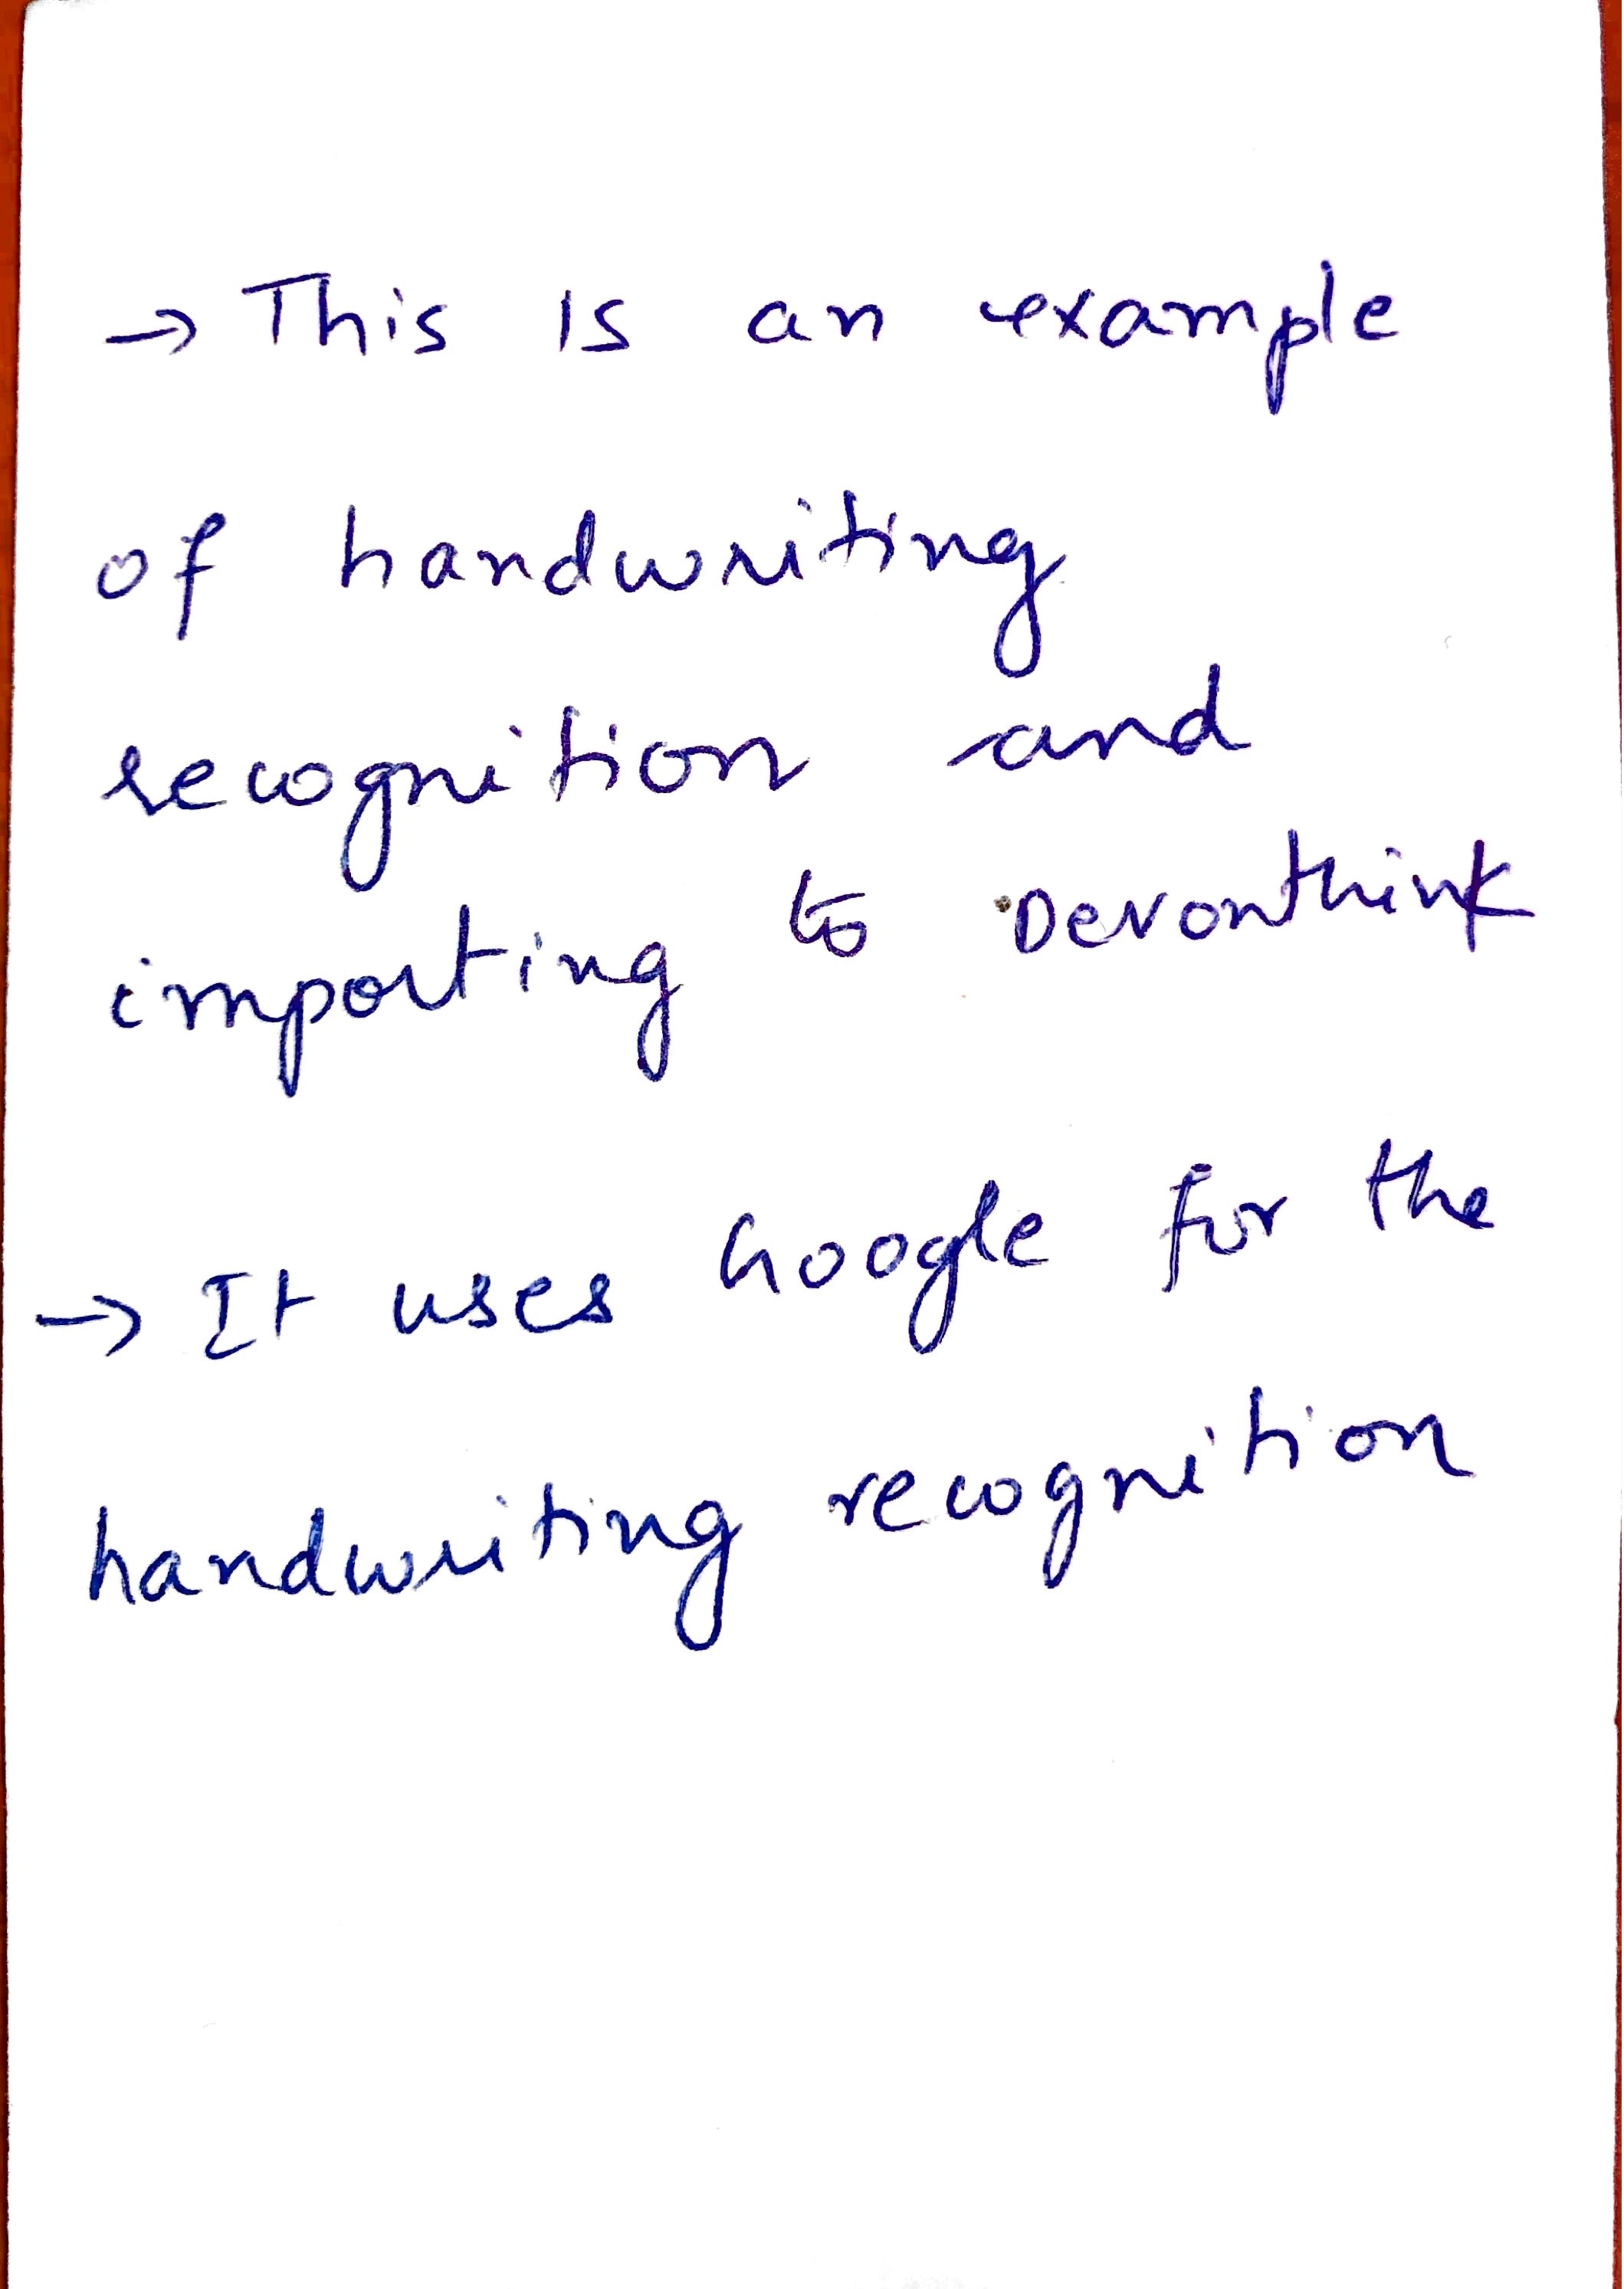 → This is an example
of handwriting
recognition and
importing to Devonthink
→ It uses Google for the
handwriting recognition